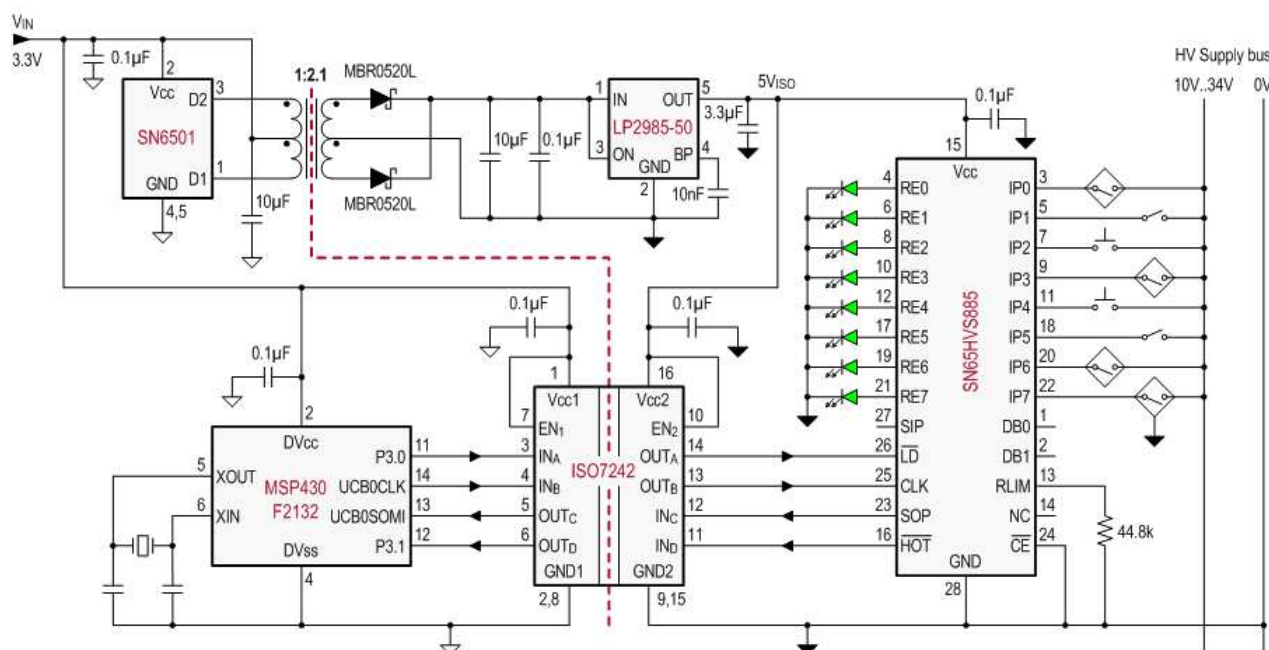 VIN
3.3V
0.1µF
2
Vcc
3
D2
SN6501
1
D1
GND
4,5
10µF
1:2.1
MBR0520L
MBR0520L
10µF
0.1µF
1
IN
OUT
5
LP2985-50
3
ON
BP
4
GND
2
10nF
3.3µF
5VISO
0.1µF
HV Supply bus
10V..34V
0V
15
Vcc
4
RE0
IP0
3
6
RE1
IP1
5
8
RE2
IP2
7
10
RE3
IP3
9
12
RE4
IP4
11
17
RE5
IP5
18
19
RE6
IP6
20
21
RE7
IP7
22
27
SIP
DB0
1
26
LD
DB1
2
25
CLK
RLIM
13
23
SOP
NC
14
16
HOT
CE
24
SN65HVS885
GND
28
44.8k
0.1µF
0.1µF
0.1µF
2
DVcc
5
XOUT
6
XIN
MSP430
F2132
P3.0
11
UCB0CLK
14
UCB0SOMI
13
P3.1
12
DVss
4
1
Vcc1
7
EN1
3
INA
4
INB
5
OUTC
6
OUTD
GND1
2,8
ISO7242
16
Vcc2
10
EN2
14
OUTA
13
OUTB
12
INC
11
IND
GND2
9,15